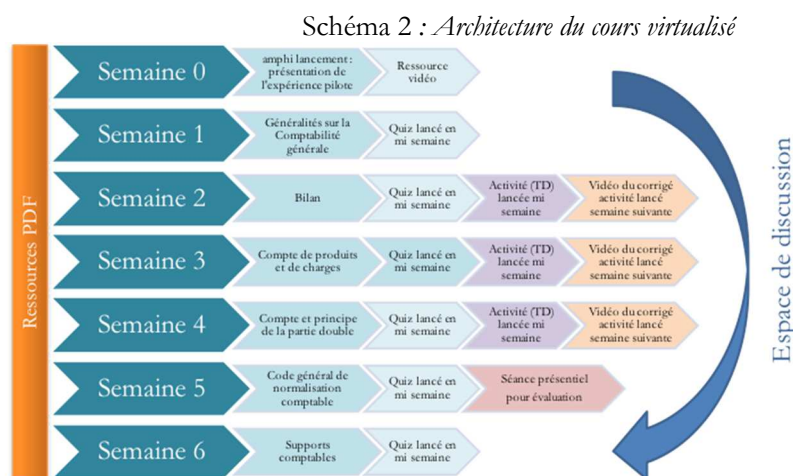 Schéma 2 : Architecture du cours virtualisé
Ressources PDF
Semaine 0
amphi lancement :
présentation de
l'expérience pilote
Ressource
vidéo
Semaine 1
Généralités sur la
Comptabilité
générale
Quiz lancé en
mi semaine
Semaine 2
Bilan
Quiz lancé en
mi semaine
Activité (TD)
lancée mi
semaine
Vidéo du corrigé
activité lancé
semaine suivante
Semaine 3
Compte de produits
et de charges
Quiz lancé en
mi semaine
Activité (TD)
lancée mi
semaine
Vidéo du corrigé
activité lancé
semaine suivante
Semaine 4
Compte et principe
de la partie double
Quiz lancé en
mi semaine
Activité (TD)
lancée mi
semaine
Vidéo du corrigé
activité lancé
semaine suivante
Semaine 5
Code général de
normalisation
comptable
Quiz lancé en
mi semaine
Séance présentiel
pour évaluation
Semaine 6
Supports
comptables
Quiz lancé en
mi semaine
Espace de discussion